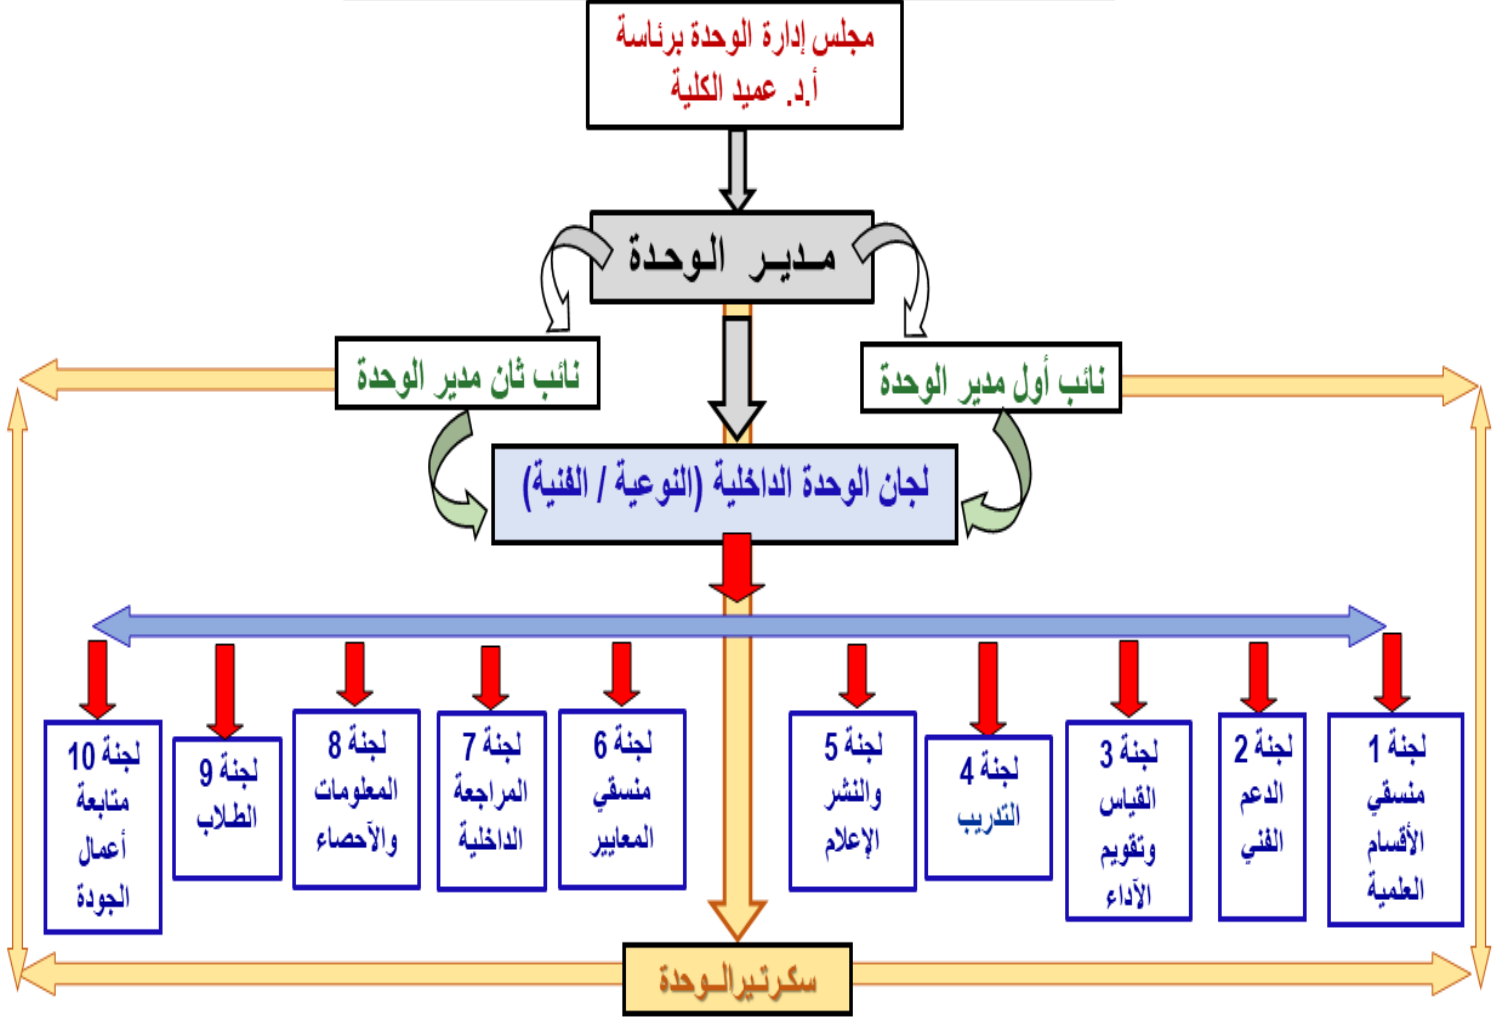 مجلس إدارة الوحدة برئاسة
أ.د. عميد الكلية
مـديـر الـوحـدة
نائب أول مدير الوحدة
نائب ثان مدير الوحدة
لجان الوحدة الداخلية (النوعية / الفنية)
لجنة 1
منسقي
الأقسام
العلمية
لجنة 2
الدعم
الفني
لجنة 3
القياس
وتقويم
الآداء
لجنة 4
التدريب
لجنة 5
والنشر
الإعلام
لجنة 6
منسقي
المعايير
لجنة 7
المراجعة
الداخلية
لجنة 8
المعلومات
والآحصاء
لجنة 9
الطلاب
لجنة 10
متابعة
أعمال
الجودة
سكـرتـيرالــوحدة